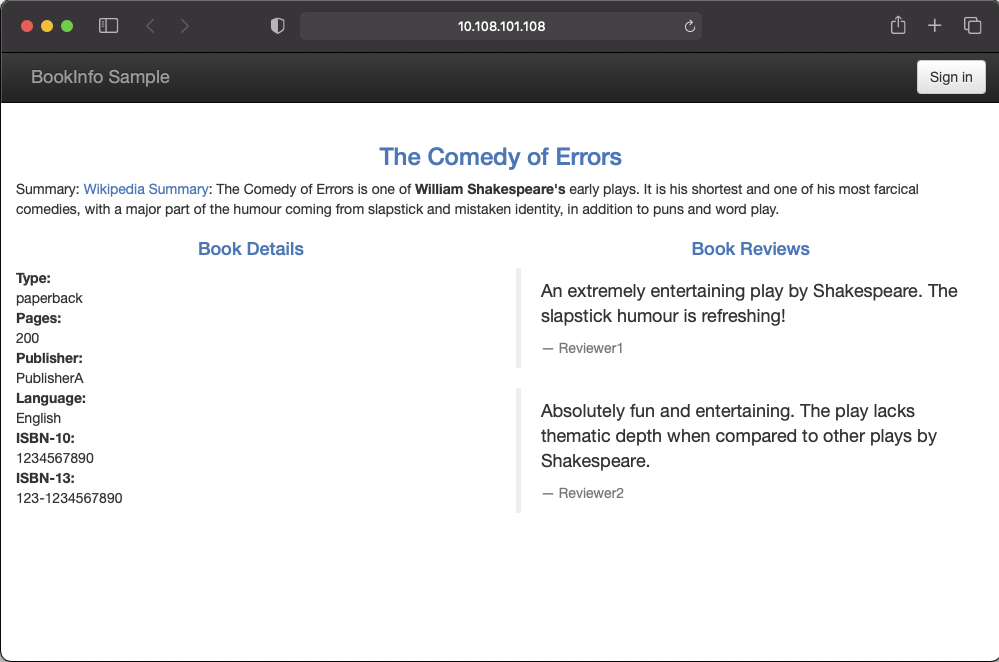 10.108.101.108
BookInfo Sample
Sign in
The Comedy of Errors
Summary: Wikipedia Summary: The Comedy of Errors is one of William Shakespeare's early plays. It is his shortest and one of his most farcical
comedies, with a major part of the humour coming from slapstick and mistaken identity, in addition to puns and word play.
Book Details
Type:
paperback
Pages:
200
Publisher:
PublisherA
Language:
English
ISBN-10:
1234567890
ISBN-13:
123-1234567890
Book Reviews
An extremely entertaining play by Shakespeare. The
slapstick humour is refreshing!
— Reviewer1
Absolutely fun and entertaining. The play lacks
thematic depth when compared to other plays by
Shakespeare.
— Reviewer2